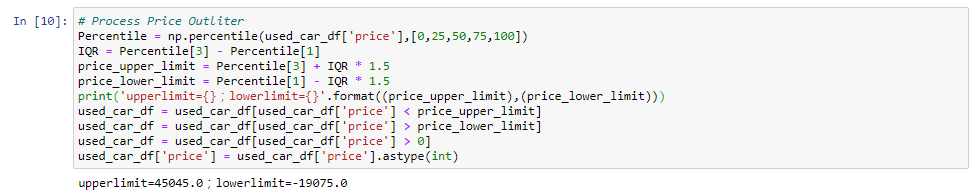 In [10]:
# Process Price Outliter
Percentile = np.percentile(used_car_df['price'],[0,25,50,75,100])
IQR = Percentile[3] - Percentile[1]
price_upper_limit = Percentile[3] + IQR * 1.5
price_lower_limit = Percentile[1] - IQR * 1.5
print('upperlimit={}；lowerlimit={}'.format((price_upper_limit),(price_lower_limit)))
used_car_df = used_car_df[used_car_df['price'] < price_upper_limit]
used_car_df = used_car_df[used_car_df['price'] > price_lower_limit]
used_car_df = used_car_df[used_car_df['price'] > 0]
used_car_df['price'] = used_car_df['price'].astype(int)
upperlimit=45045.0；lowerlimit=-19075.0